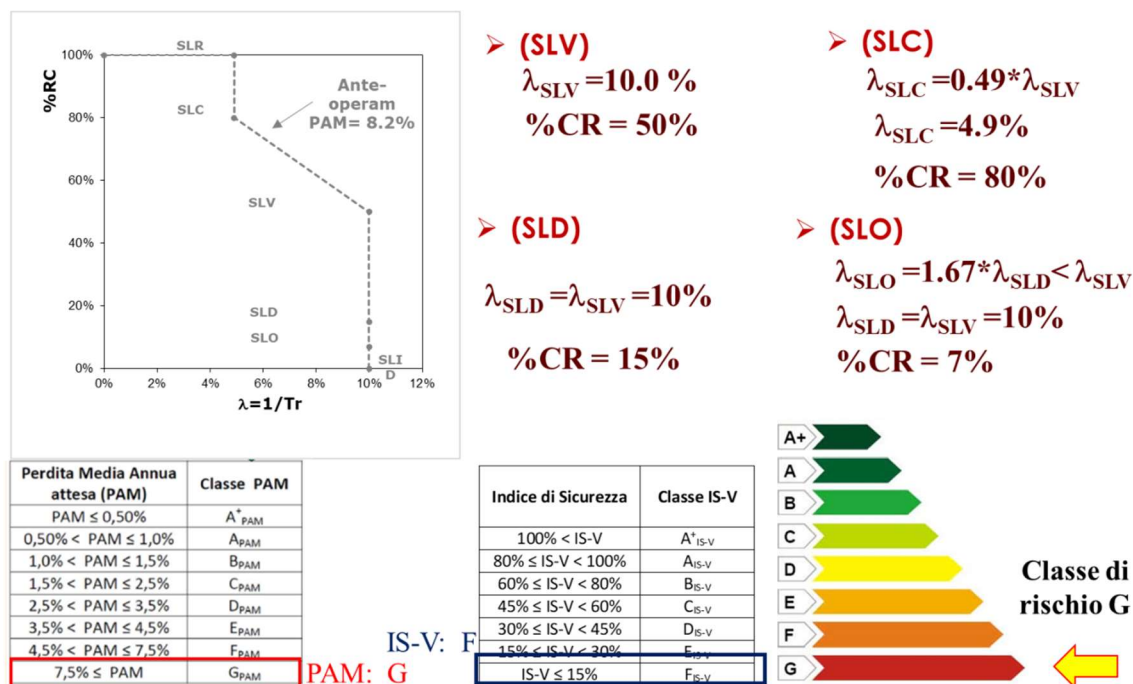 SLR
100%
80%
60%
40%
20%
0%
%RC
SLC
Ante-
operam
PAM= 8.2%
SLV
SLD
SLO
SLI
D
0% 2% 4% 6% 8% 10% 12%
λ=1/Tr
➢ (SLV)
λSLV =10.0 %
%CR = 50%
➢ (SLC)
λSLC =0.49*λSLV
λSLC =4.9%
%CR = 80%
➢ (SLD)
λSLD =λSLV =10%
%CR = 15%
➢ (SLO)
λSLO =1.67*λSLD< λSLV
λSLD =λSLV =10%
%CR = 7%
Perdita Media Annua attesa (PAM) Classe PAM
PAM ≤ 0,50% A+PAM
0,50% < PAM ≤ 1,0% APAM
1,0% < PAM ≤ 1,5% BPAM
1,5% < PAM ≤ 2,5% CPAM
2,5% < PAM ≤ 3,5% DPAM
3,5% < PAM ≤ 4,5% EPAM
4,5% < PAM ≤ 7,5% FPAM
7,5% ≤ PAM GPAM
PAM: G
IS-V: F
Indice di Sicurezza Classe IS-V
100% < IS-V A+IS-V
80% ≤ IS-V < 100% AIS-V
60% ≤ IS-V < 80% BIS-V
45% ≤ IS-V < 60% CIS-V
30% ≤ IS-V < 45% DIS-V
15% ≤ IS-V < 30% EIS-V
IS-V ≤ 15% FIS-V
A+
A
B
C
D
E
F
G
Classe di
rischio G